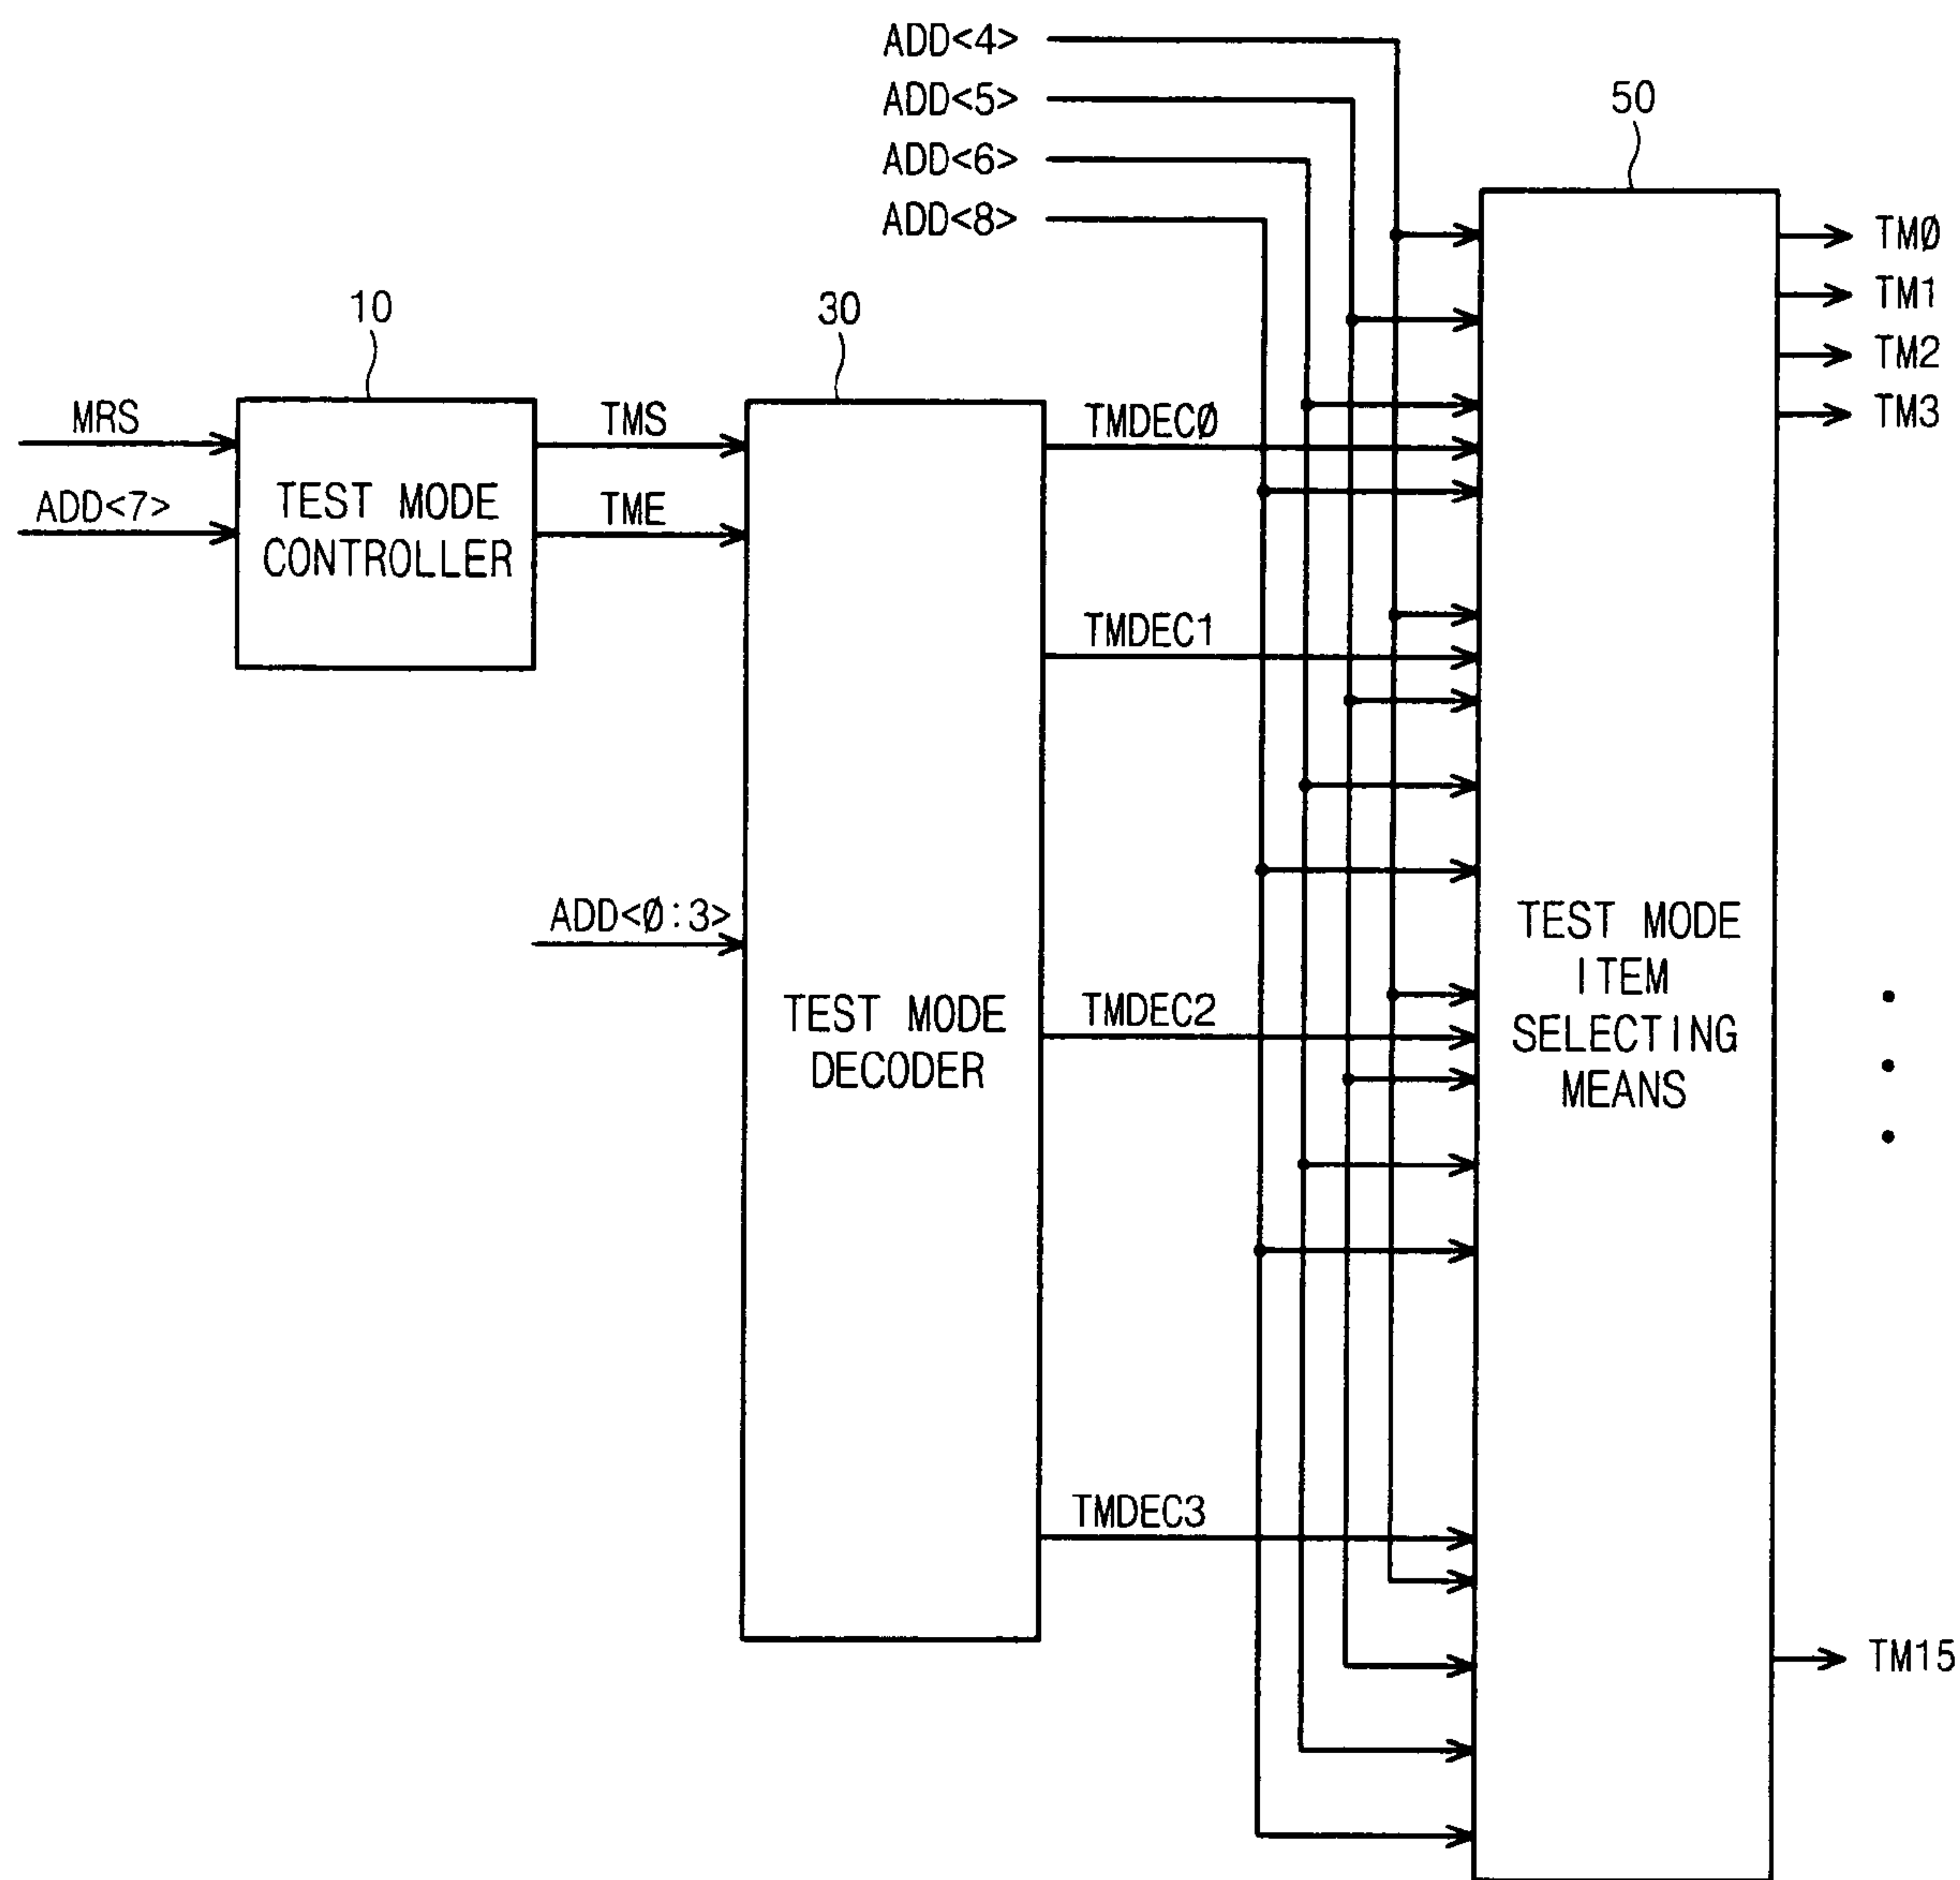 ADD<4>
ADD<5>
ADD<6>
ADD<8>
50
TMØ
TM1
TM2
TM3
10
30
MRS
ADD<7>
TEST MODE
CONTROLLER
TMS
TME
TMDECØ
TMDEC1
ADD<Ø:3>
TEST MODE
DECODER
TMDEC2
TMDEC3
TEST MODE
ITEM
SELECTING
MEANS
TM15